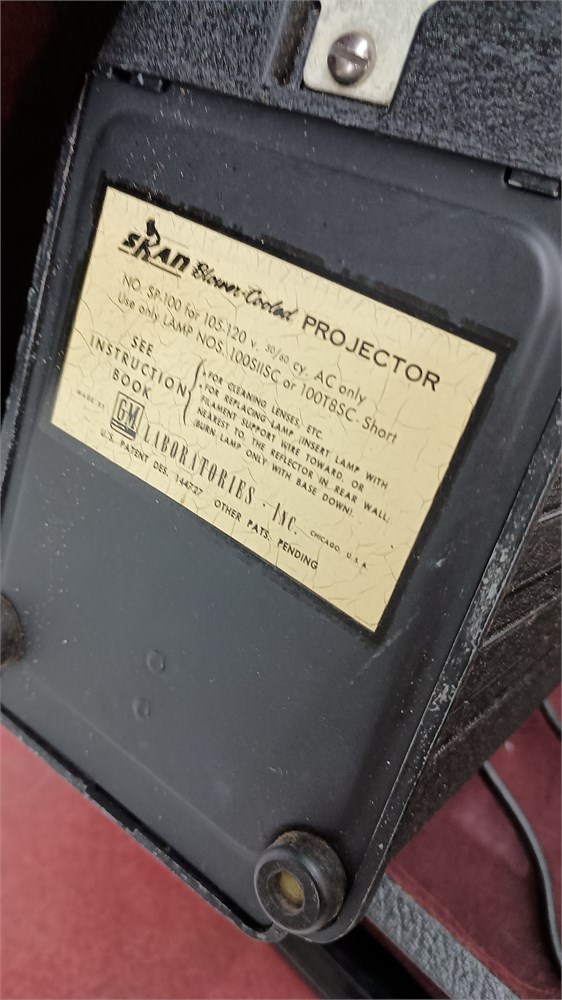 SKAN Blower-Cooled PROJECTOR
NO. SP-100 for 105-120 v. 50/60 cy. AC only
Use only LAMP NOS. 100SIISC or 100T8SC-Short
SEE
INSTRUCTION
BOOK
• FOR CLEANING LENSES, ETC.
• FOR REPLACING LAMP (INSERT LAMP WITH
FILAMENT SUPPORT WIRE TOWARD, OR
NEAREST TO, THE REFLECTOR IN REAR WALL;
BURN LAMP ONLY WITH BASE DOWN).
MADE BY G-M LABORATORIES · INC. CHICAGO, U.S.A.
U.S. PATENT DES. 144727 OTHER PATS. PENDING